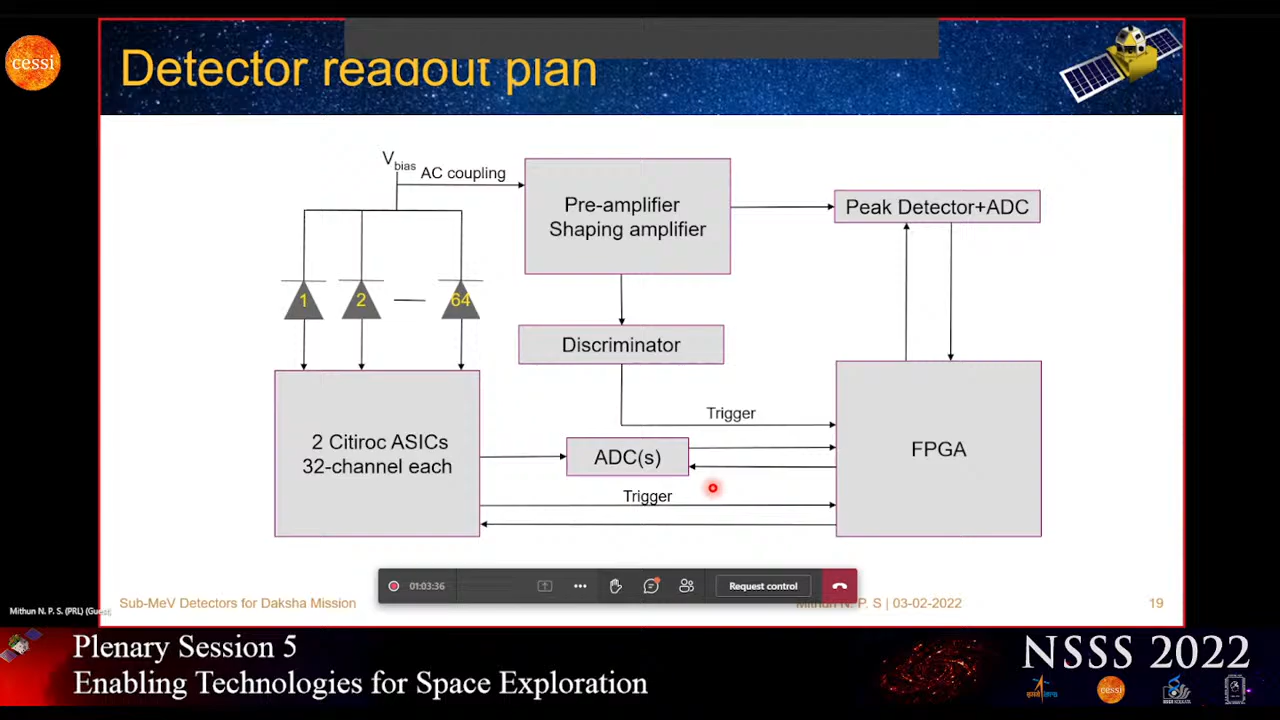 cessi
Detector readout plan
Vbias
AC coupling
Pre-amplifier
Shaping amplifier
Peak Detector+ADC
1
2
64
Discriminator
Trigger
2 Citiroc ASICs
32-channel each
ADC(s)
FPGA
Trigger
01:03:36
Request control
Mithun N. P. S. (PRL) (Guest)
Sub-MeV Detectors for Daksha Mission
Mithun N. P. S | 03-02-2022
19
Plenary Session 5
Enabling Technologies for Space Exploration
NSSS 2022